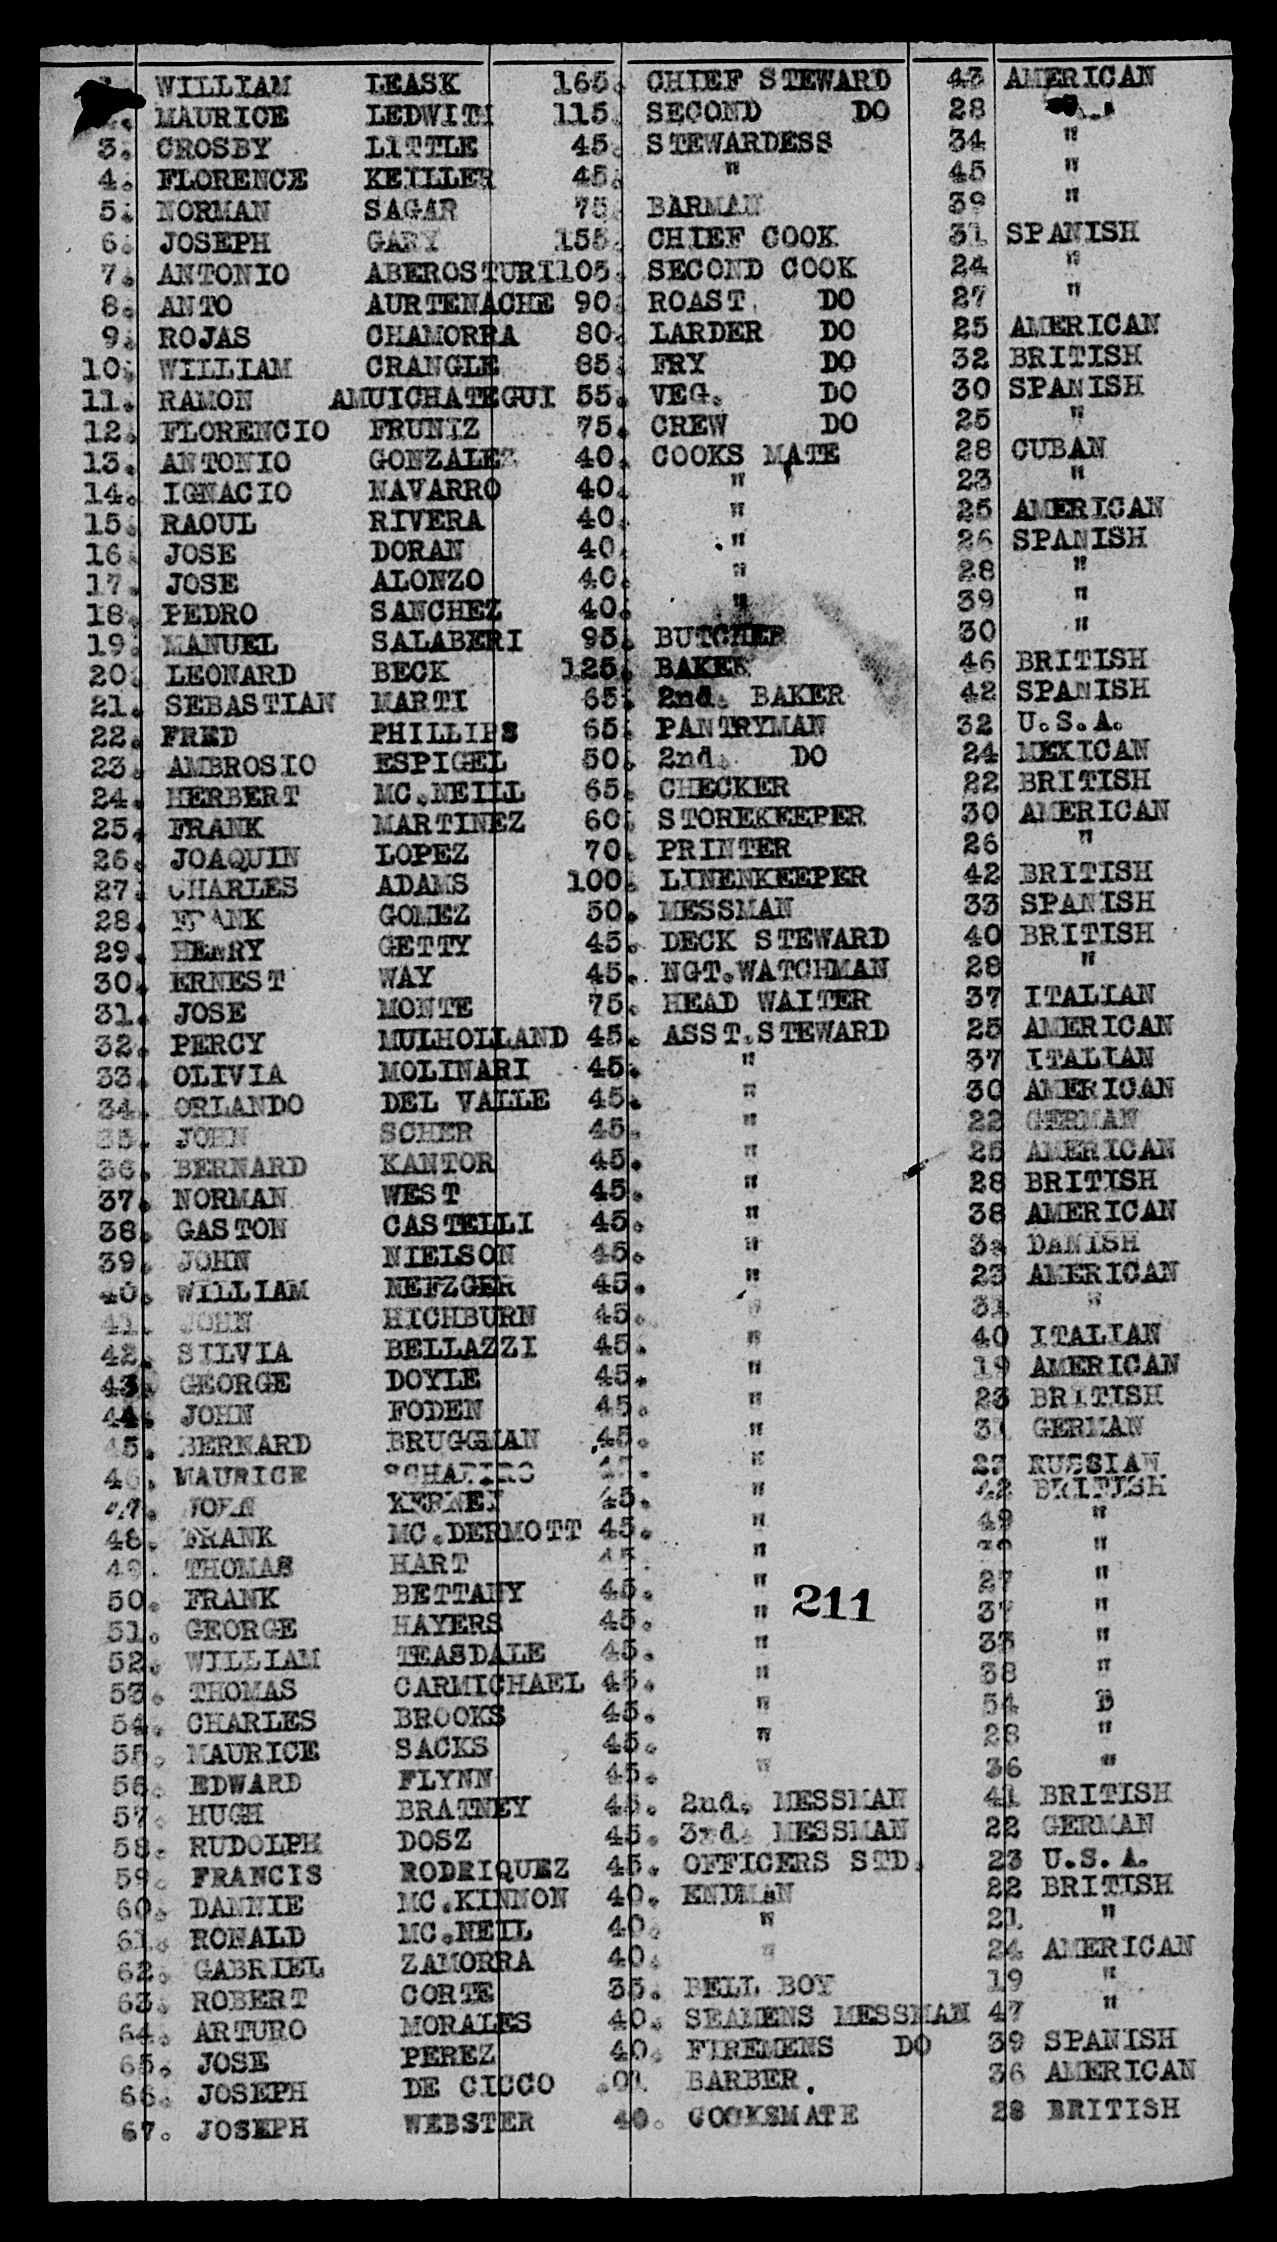 WILLIAM LEASK 165. CHIEF STEWARD 43 AMERICAN
MAURICE LEDWITH 115. SECOND DO 28
3. CROSBY LITTLE 45. STEWARDESS 34 "
4. FLORENCE KEILLER 45. " 45 "
5. NORMAN SAGAR 75. BARMAN 39 "
6. JOSEPH GARY 155. CHIEF COOK 31 SPANISH
7. ANTONIO ABEROSTURI 105. SECOND COOK 24 "
8. ANTO AURTENACHE 90. ROAST. DO 27 "
9. ROJAS CHAMORRA 80. LARDER DO 25 AMERICAN
10. WILLIAM CRANGLE 85. FRY DO 32 BRITISH
11. RAMON AMUICHATEGUI 55. VEG. DO 30 SPANISH
12. FLORENCIO FRUNIZ 75. CREW DO 25 "
13. ANTONIO GONZALEZ 40. COOKS MATE 28 CUBAN
14. IGNACIO NAVARRO 40. " 23 "
15. RAOUL RIVERA 40. " 25 AMERICAN
16. JOSE DORAN 40. " 26 SPANISH
17. JOSE ALONZO 40. " 28 "
18. PEDRO SANCHEZ 40. " 39 "
19. MANUEL SALABERI 95. BUTCHER 30 "
20. LEONARD BECK 125. BAKER 46 BRITISH
21. SEBASTIAN MARTI 65. 2nd. BAKER 42 SPANISH
22. FRED PHILLIPS 65. PANTRYMAN 32 U.S.A.
23. AMBROSIO ESPIGEL 50. 2nd. DO 24 MEXICAN
24. HERBERT MC.NEILL 65. CHECKER 22 BRITISH
25. FRANK MARTINEZ 60. STOREKEEPER 30 AMERICAN
26. JOAQUIN LOPEZ 70. PRINTER 26 "
27. CHARLES ADAMS 100. LINENKEEPER 42 BRITISH
28. FRANK GOMEZ 50. MESSMAN 33 SPANISH
29. HENRY GETTY 45. DECK STEWARD 40 BRITISH
30. ERNEST WAY 45. NGT.WATCHMAN 28 "
31. JOSE MONTE 75. HEAD WAITER 37 ITALIAN
32. PERCY MULHOLLAND 45. ASST.STEWARD 25 AMERICAN
33. OLIVIA MOLINARI 45. " 37 ITALIAN
34. ORLANDO DEL VALLE 45. " 30 AMERICAN
35. JOHN SCHER 45. " 22 GERMAN
36. BERNARD KANTOR 45. " 25 AMERICAN
37. NORMAN WEST 45. " 28 BRITISH
38. GASTON CASTELLI 45. " 38 AMERICAN
39. JOHN NIELSON 45. " DANISH
40. WILLIAM NEFZGER 45. " 23 AMERICAN
41. JOHN HICHBURN 45. " 31 "
42. SILVIA BELLAZZI 45. " 40 ITALIAN
43. GEORGE DOYLE 45. " 19 AMERICAN
44. JOHN FODEN 45. " 23 BRITISH
45. BERNARD BRUGGMAN 45. " 31 GERMAN
46. MAURICE SCHAPIRO 45. " RUSSIAN
47. JOHN KERNEY 45. " 42 BRITISH
48. FRANK MC.DERMOTT 45. " 49 "
49. THOMAS HART 45. " "
50. FRANK BETTANY 45. " 27 "
51. GEORGE HAYERS 45. " 211 37 "
52. WILLIAM TEASDALE 45. " 33 "
53. THOMAS CARMICHAEL 45. " 38 "
54. CHARLES BROOKS 45. " 54 B
55. MAURICE SACKS 45. " 28 "
56. EDWARD FLYNN 45. " 36 "
57. HUGH BRATNEY 45. 2nd. MESSMAN 41 BRITISH
58. RUDOLPH DOSZ 45. 3rd. MESSMAN 22 GERMAN
59. FRANCIS RODRIQUEZ 45. OFFICERS STD. 23 U.S.A.
60. DANNIE MC.KINNON 40. ENDMAN 22 BRITISH
61. RONALD MC.NEIL 40. " 21 "
62. GABRIEL ZAMORRA 40. " 24 AMERICAN
63. ROBERT CORTE 35. BELL BOY 19 "
64. ARTURO MORALES 40. SEAMENS MESSMAN 47 "
65. JOSE PEREZ 40. FIREMENS DO 39 SPANISH
66. JOSEPH DE CICCO BARBER. 36 AMERICAN
67. JOSEPH WEBSTER 40. COOKSMATE 28 BRITISH